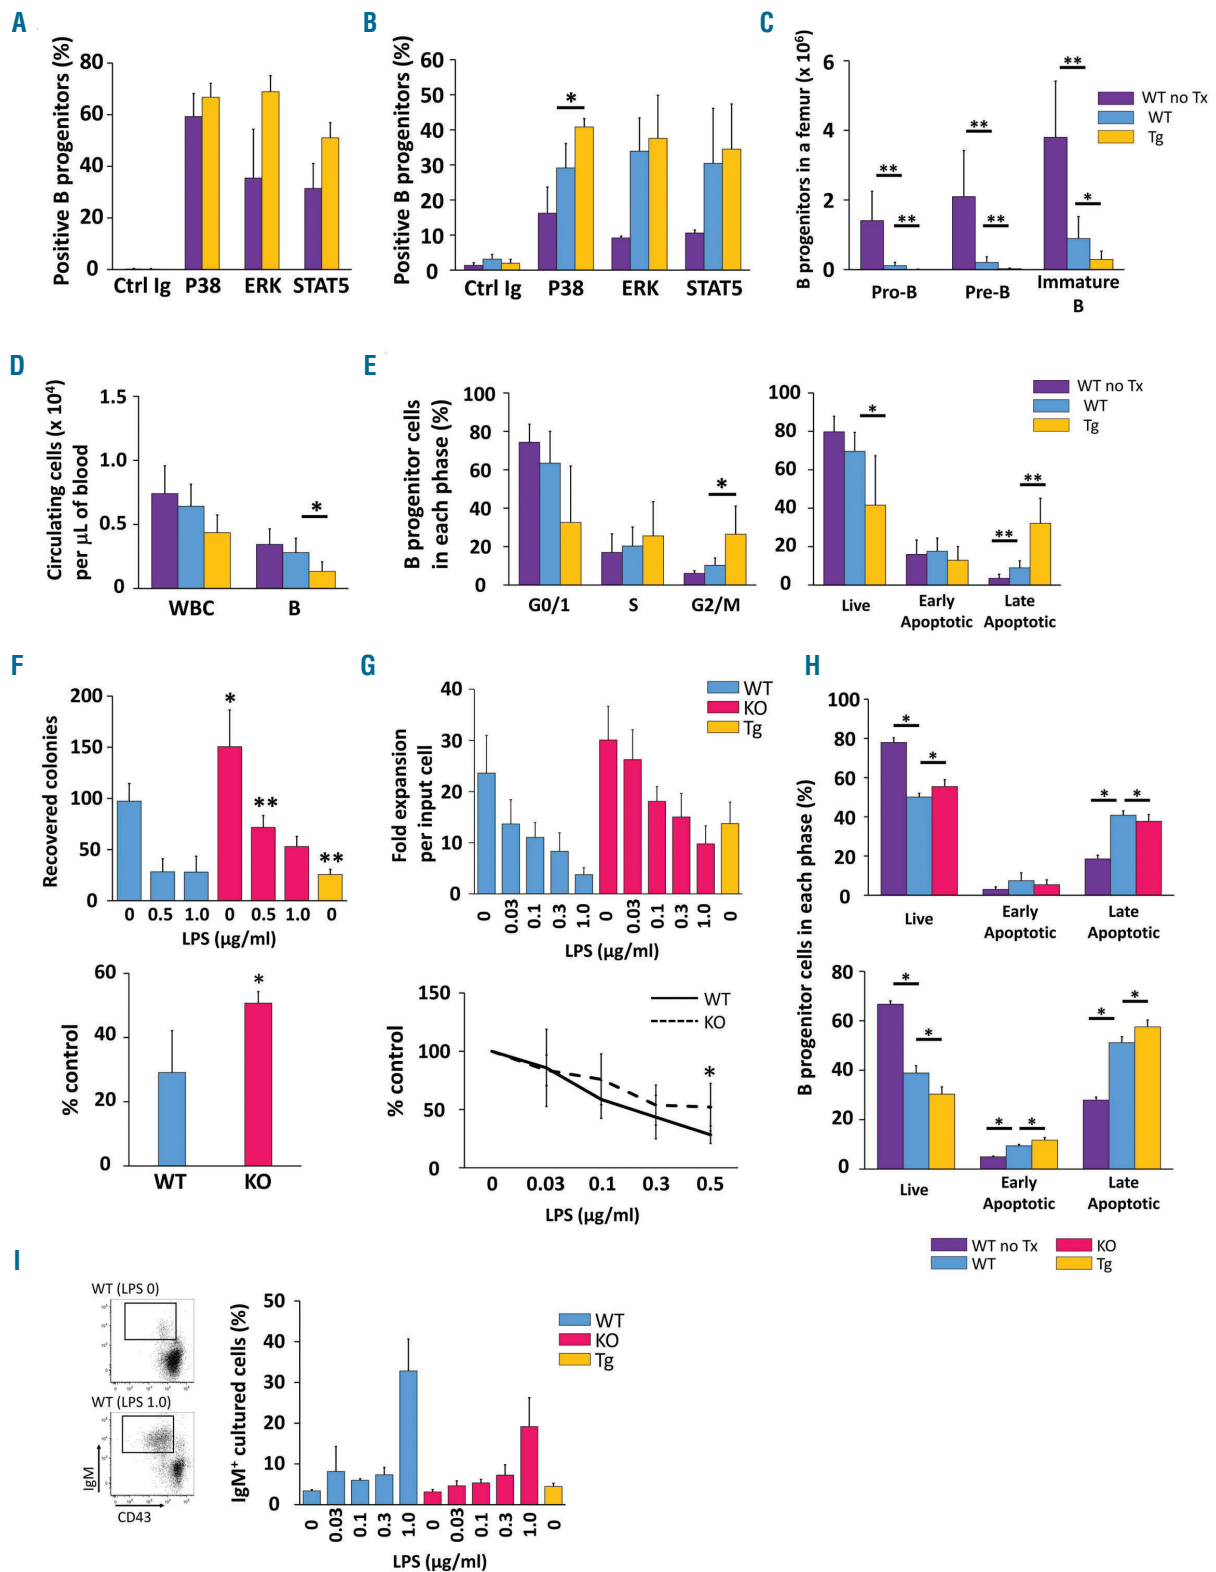 A
Positive B progenitors (%)
80
60
40
20
0
Ctrl Ig P38 ERK STAT5
B
Positive B progenitors (%)
60
50
40
30
20
10
0
*
Ctrl Ig P38 ERK STAT5
C
B progenitors in a femur (x 10⁶)
6
4
2
0
** ** ** ** ** *
Pro-B Pre-B Immature
B
WT no Tx
WT
Tg
D
Circulating cells (x 10⁴)
per μL of blood
1.5
1.0
0.5
0
*
WBC B
E
B progenitor cells
in each phase (%)
100
80
60
40
20
0
*
G0/1 S G2/M
100
80
60
40
20
0
* ** **
Live Early
Apoptotic Late
Apoptotic
WT no Tx
WT
Tg
F
Recovered colonies
200
150
100
50
0
* ** **
0 0.5 1.0 0 0.5 1.0 0
LPS (μg/ml)
% control
60
40
20
0
*
WT KO
G
Fold expansion
per input cell
40
30
20
10
0
0 0.03 0.1 0.3 1.0 0 0.03 0.1 0.3 1.0 0
LPS (μg/ml)
WT
KO
Tg
% control
150
100
50
0
WT
KO
*
0 0.03 0.1 0.3 0.5
LPS (μg/ml)
H
B progenitor cells in each phase (%)
100
80
60
40
20
0
* * * *
Live Early
Apoptotic Late
Apoptotic
80
60
40
20
0
* * * * * *
Live Early
Apoptotic Late
Apoptotic
WT no Tx KO
WT Tg
I
WT (LPS 0)
WT (LPS 1.0)
IgM
CD43
IgM⁺ cultured cells (%)
50
40
30
20
10
0
0 0.03 0.1 0.3 1.0 0 0.03 0.1 0.3 1.0 0
LPS (μg/ml)
WT
KO
Tg